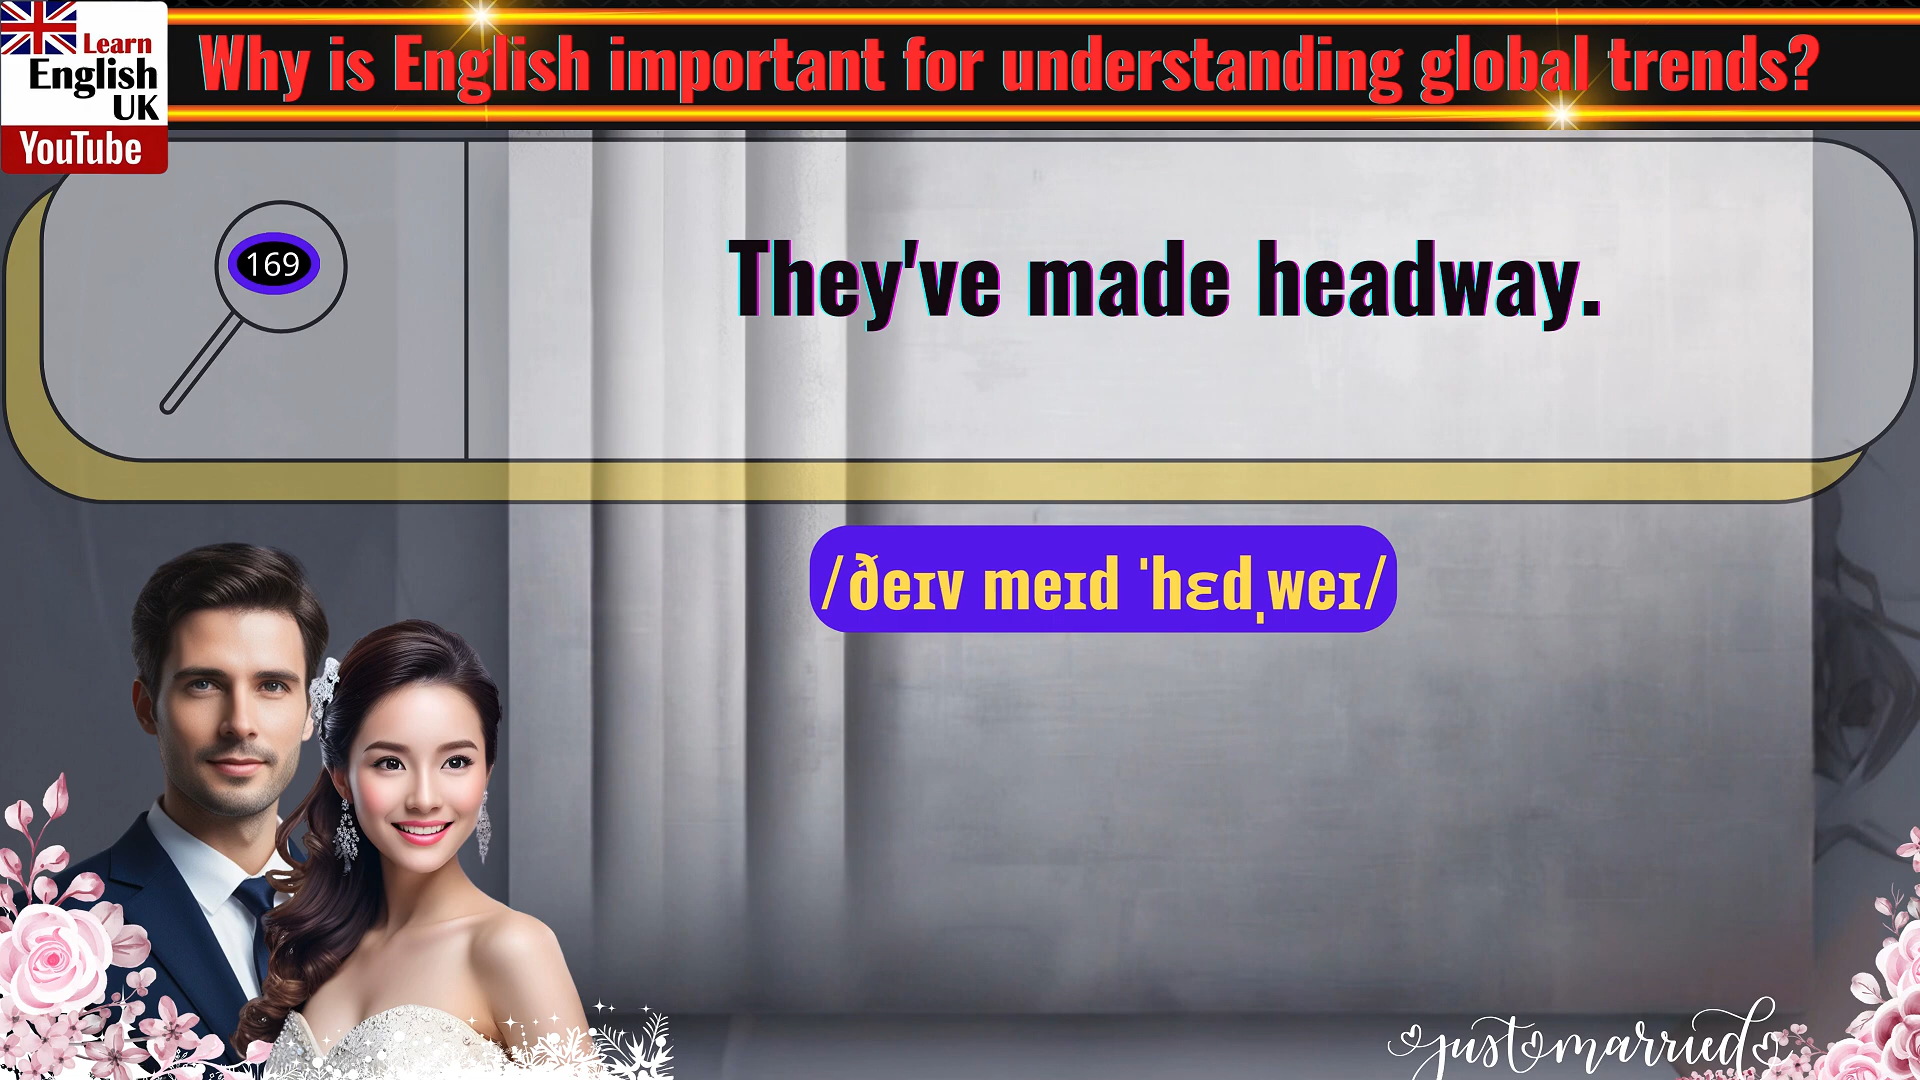 Learn
English
UK
YouTube
Why is English important for understanding global trends?
169
They've made headway.
/ðeɪv meɪd ˈhɛdˌweɪ/
just married